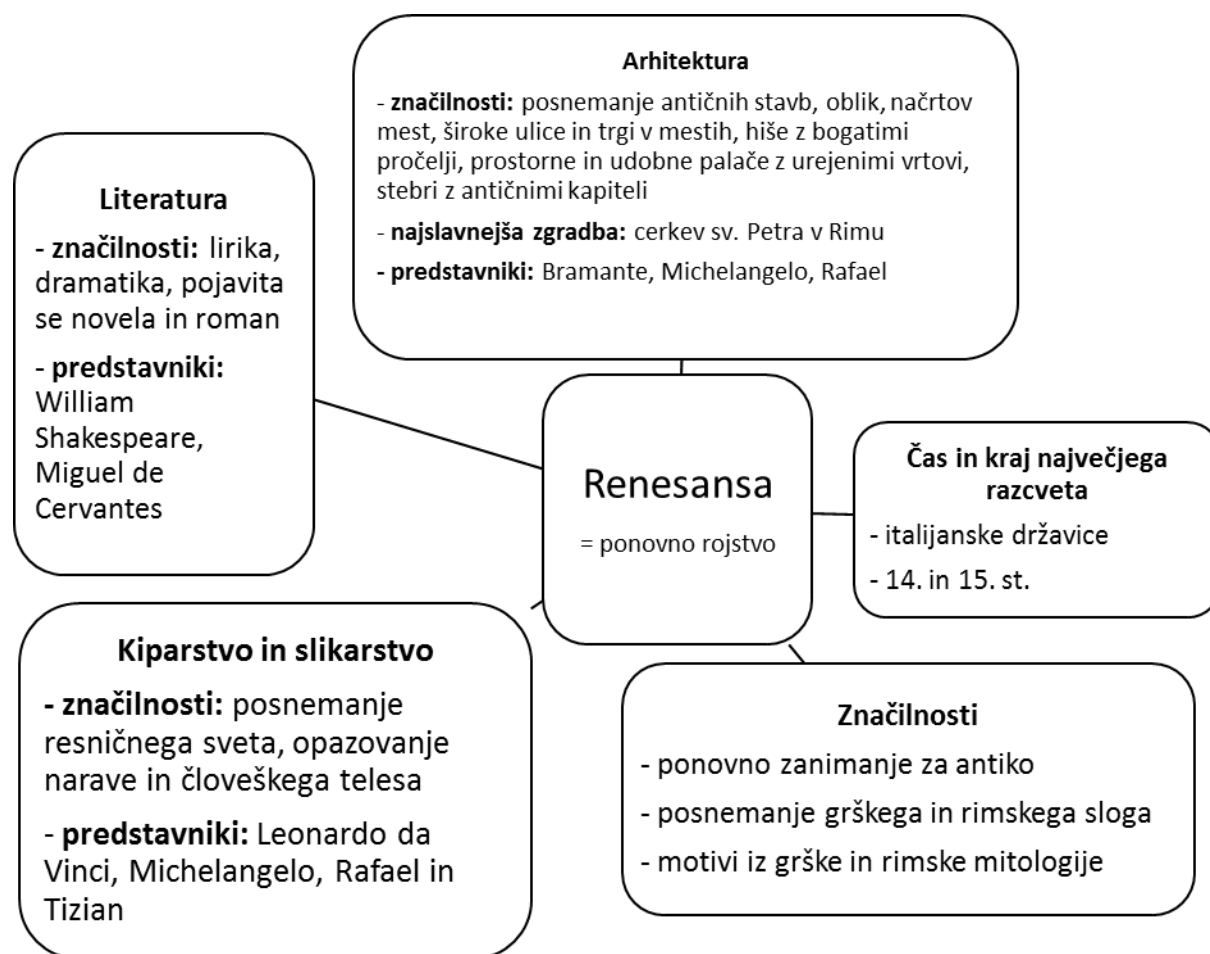 Arhitektura
- značilnosti: posnemanje antičnih stavb, oblik, načrtov
mest, široke ulice in trgi v mestih, hiše z bogatimi
pročelji, prostorne in udobne palače z urejenimi vrtovi,
stebri z antičnimi kapiteli
- najslavnejša zgradba: cerkev sv. Petra v Rimu
- predstavniki: Bramante, Michelangelo, Rafael
Literatura
- značilnosti: lirika,
dramatika, pojavita
se novela in roman
- predstavniki:
William
Shakespeare,
Miguel de
Cervantes
Renesansa
= ponovno rojstvo
Čas in kraj največjega
razcveta
- italijanske državice
- 14. in 15. st.
Kiparstvo in slikarstvo
- značilnosti: posnemanje
resničnega sveta, opazovanje
narave in človeškega telesa
- predstavniki: Leonardo da
Vinci, Michelangelo, Rafael in
Tizian
Značilnosti
- ponovno zanimanje za antiko
- posnemanje grškega in rimskega sloga
- motivi iz grške in rimske mitologije